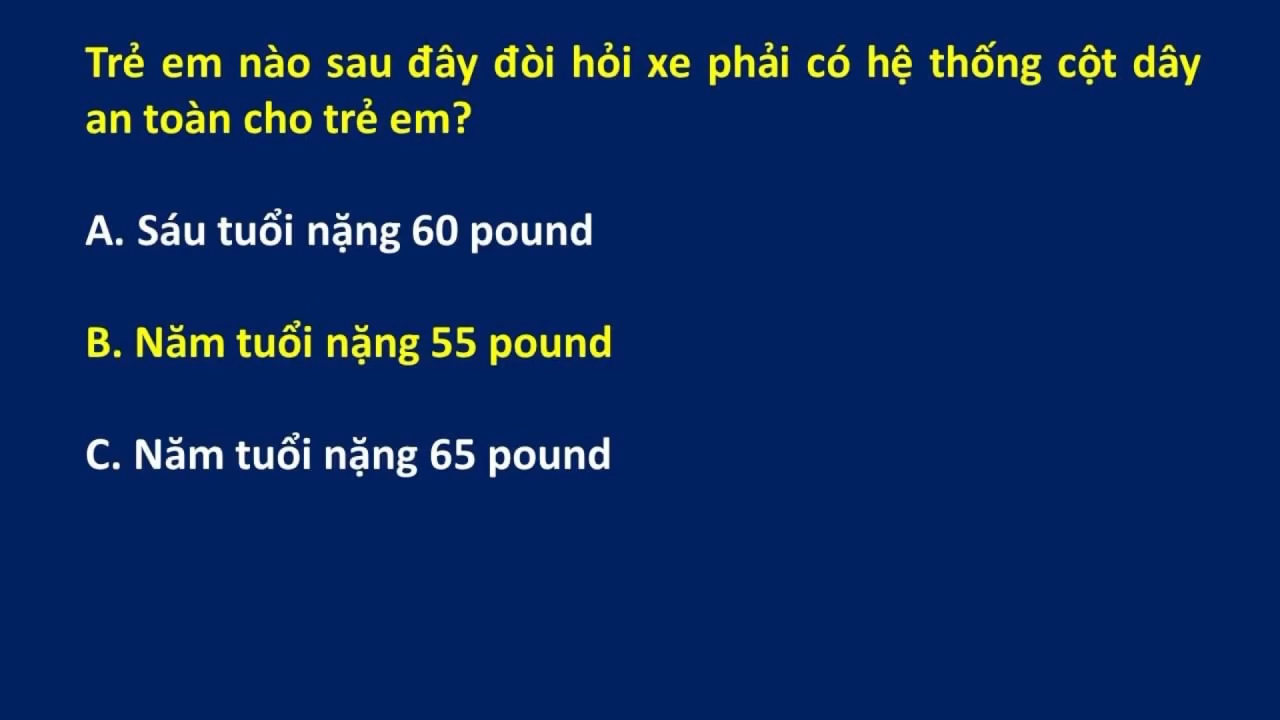 Trẻ em nào sau đây đòi hỏi xe phải có hệ thống cột dây
an toàn cho trẻ em?
A. Sáu tuổi nặng 60 pound
B. Năm tuổi nặng 55 pound
C. Năm tuổi nặng 65 pound